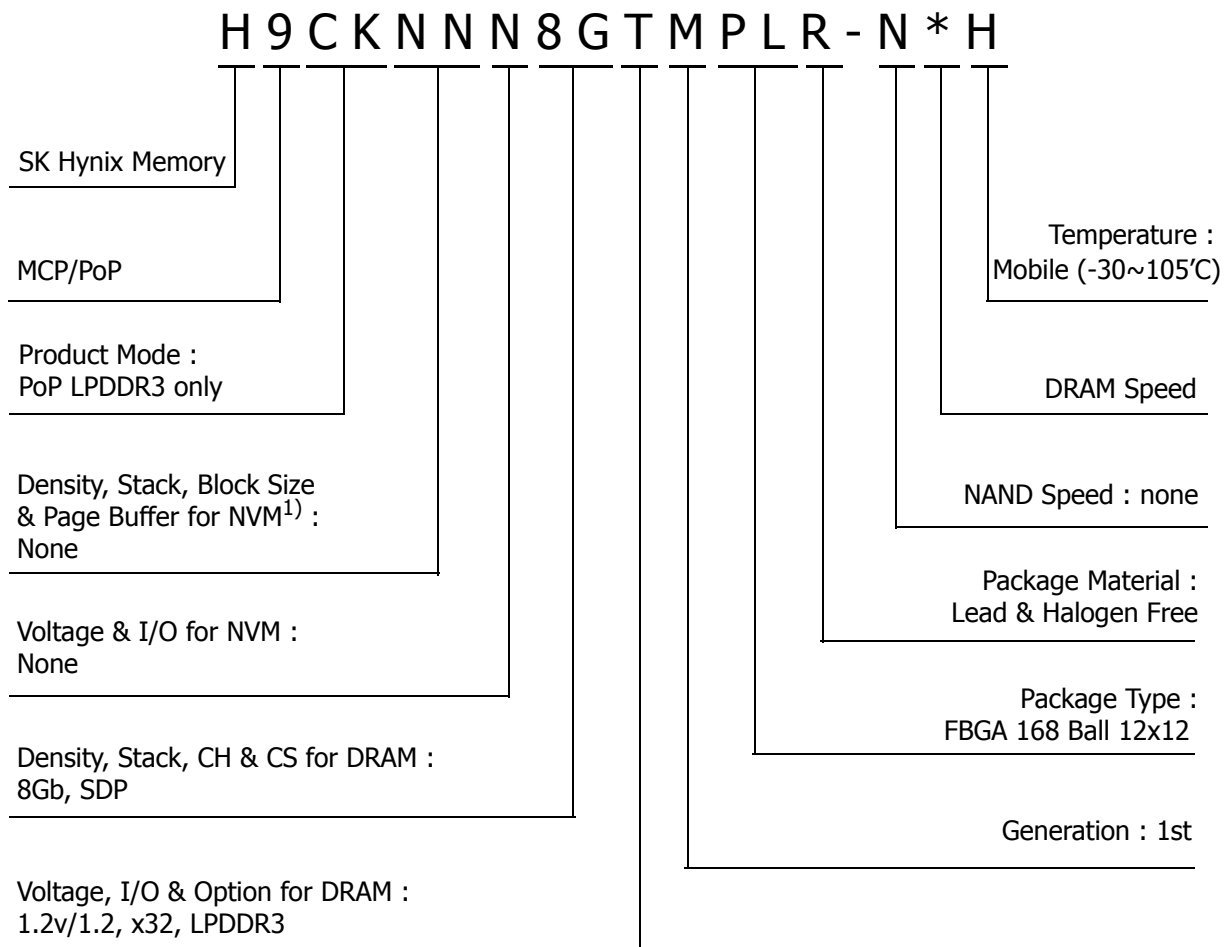 H 9 C K N N N 8 G T M P L R - N * H
SK Hynix Memory
MCP/PoP
Product Mode :
PoP LPDDR3 only
Density, Stack, Block Size
& Page Buffer for NVM1) :
None
Voltage & I/O for NVM :
None
Density, Stack, CH & CS for DRAM :
8Gb, SDP
Voltage, I/O & Option for DRAM :
1.2v/1.2, x32, LPDDR3
Temperature :
Mobile (-30~105’C)
DRAM Speed
NAND Speed : none
Package Material :
Lead & Halogen Free
Package Type :
FBGA 168 Ball 12x12
Generation : 1st